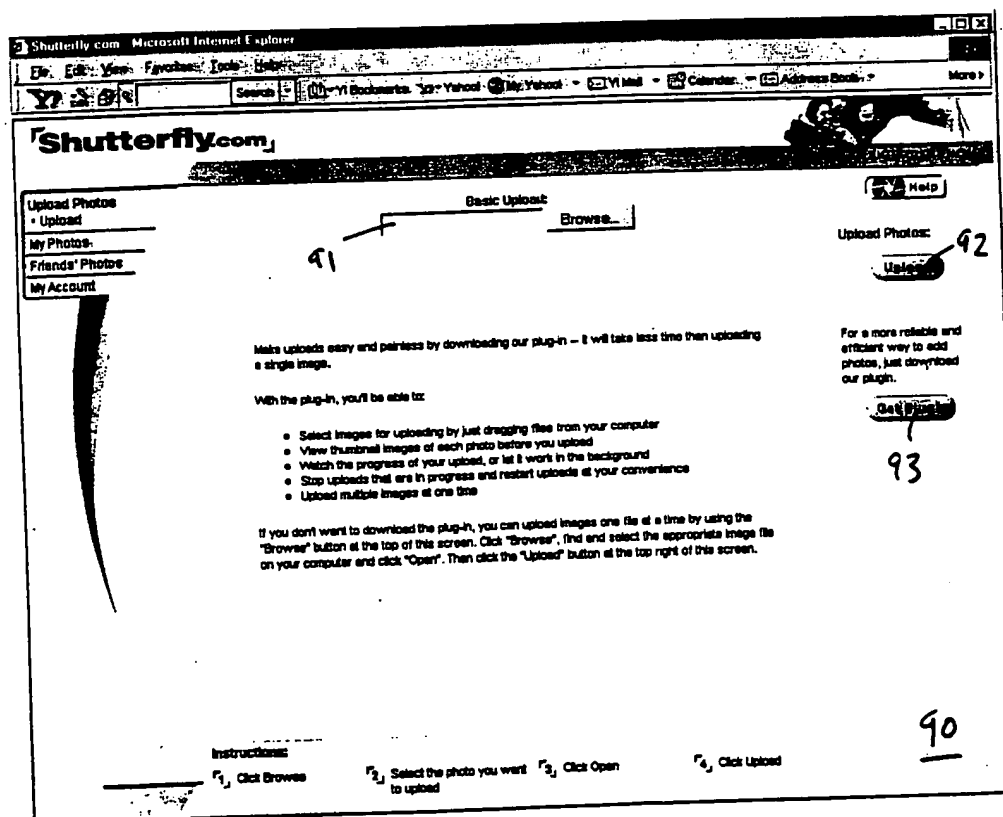 Shutterfly com Microsoft Internet Explorer
File Edit View Favorites Tools Help
Y? Search Y! Bookmarks Yahoo! My Yahoo! Y! Mail Calendar Address Book More >
Shutterfly.com
Upload Photos
• Upload
My Photos
Friends' Photos
My Account
Basic Upload:
Browse...
91
Help
Upload Photos:
Upload
92
Make uploads easy and painless by downloading our plug-in – it will take less time than uploading
a single image.
With the plug-in, you'll be able to:
• Select images for uploading by just dragging files from your computer
• View thumbnail images of each photo before you upload
• Watch the progress of your upload, or let it work in the background
• Stop uploads that are in progress and restart uploads at your convenience
• Upload multiple images at one time
If you don't want to download the plug-in, you can upload images one file at a time by using the
"Browse" button at the top of this screen. Click "Browse", find and select the appropriate image file
on your computer and click "Open". Then click the "Upload" button at the top right of this screen.
For a more reliable and
efficient way to add
photos, just download
our plugin.
Get Plugin
93
90
Instructions:
1 Click Browse
2 Select the photo you want
to upload
3 Click Open
4 Click Upload